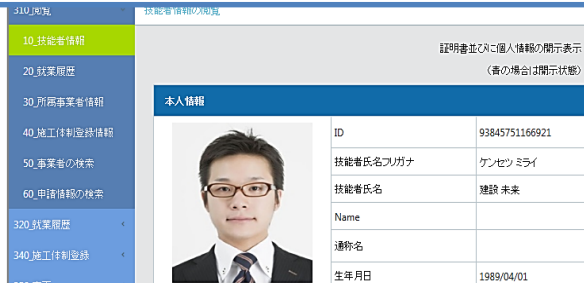 310_閲覧
技能者情報の閲覧
10_技能者情報
証明書並びに個人情報の開示表示
20_就業履歴
(青の場合は開示状態)
30_所属事業者情報
本人情報
40_施工体制登録情報
ID 93845751166921
50_事業者の検索
技能者氏名フリガナ ケンセツ ミライ
60_申請情報の検索
技能者氏名 建設 未来
Name
320_就業履歴
通称名
340_施工体制登録
生年月日 1989/04/01